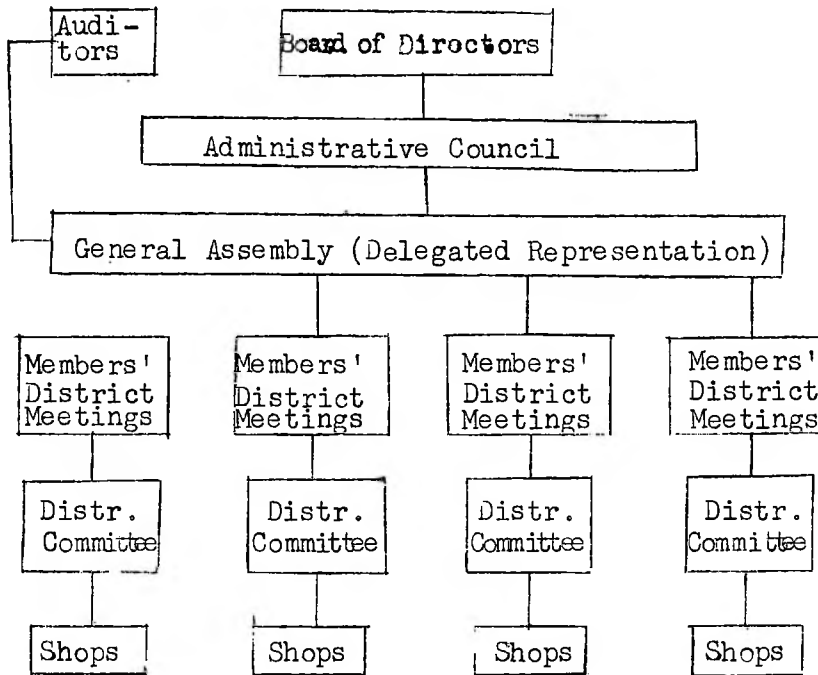 Audi-
tors
Board of Directors
Administrative Council
General Assembly (Delegated Representation)
Members'
District
Meetings
Members'
District
Meetings
Members'
District
Meetings
Members'
District
Meetings
Distr.
Committee
Distr.
Committee
Distr.
Committee
Distr.
Committee
Shops
Shops
Shops
Shops